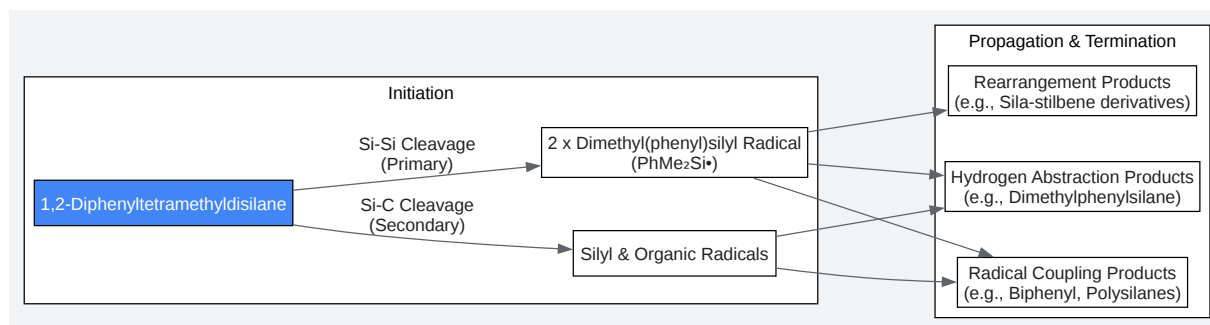 Propagation & Termination
Rearrangement Products
(e.g., Sila-stilbene derivatives)
Initiation
Si-Si Cleavage
(Primary)
2 x Dimethyl(phenyl)silyl Radical
(PhMe₂Si•)
Hydrogen Abstraction Products
(e.g., Dimethylphenylsilane)
1,2-Diphenyltetramethyldisilane
Si-C Cleavage
(Secondary)
Silyl & Organic Radicals
Radical Coupling Products
(e.g., Biphenyl, Polysilanes)